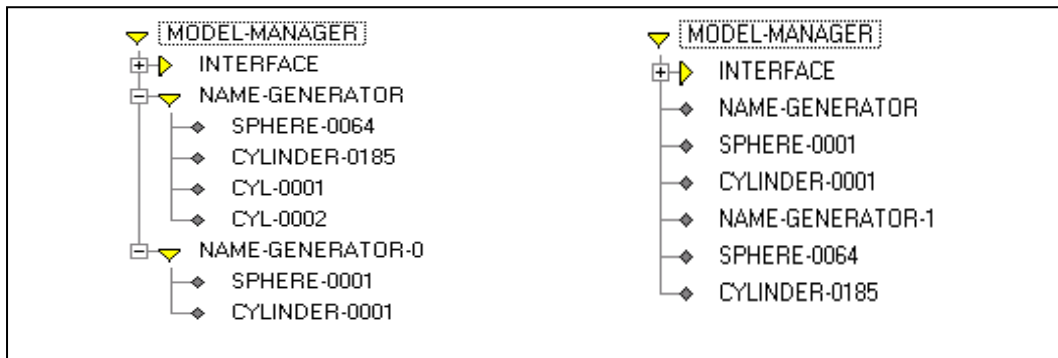 MODEL-MANAGER
INTERFACE
NAME-GENERATOR
SPHERE-0064
CYLINDER-0185
CYL-0001
CYL-0002
NAME-GENERATOR-0
SPHERE-0001
CYLINDER-0001
MODEL-MANAGER
INTERFACE
NAME-GENERATOR
SPHERE-0001
CYLINDER-0001
NAME-GENERATOR-1
SPHERE-0064
CYLINDER-0185